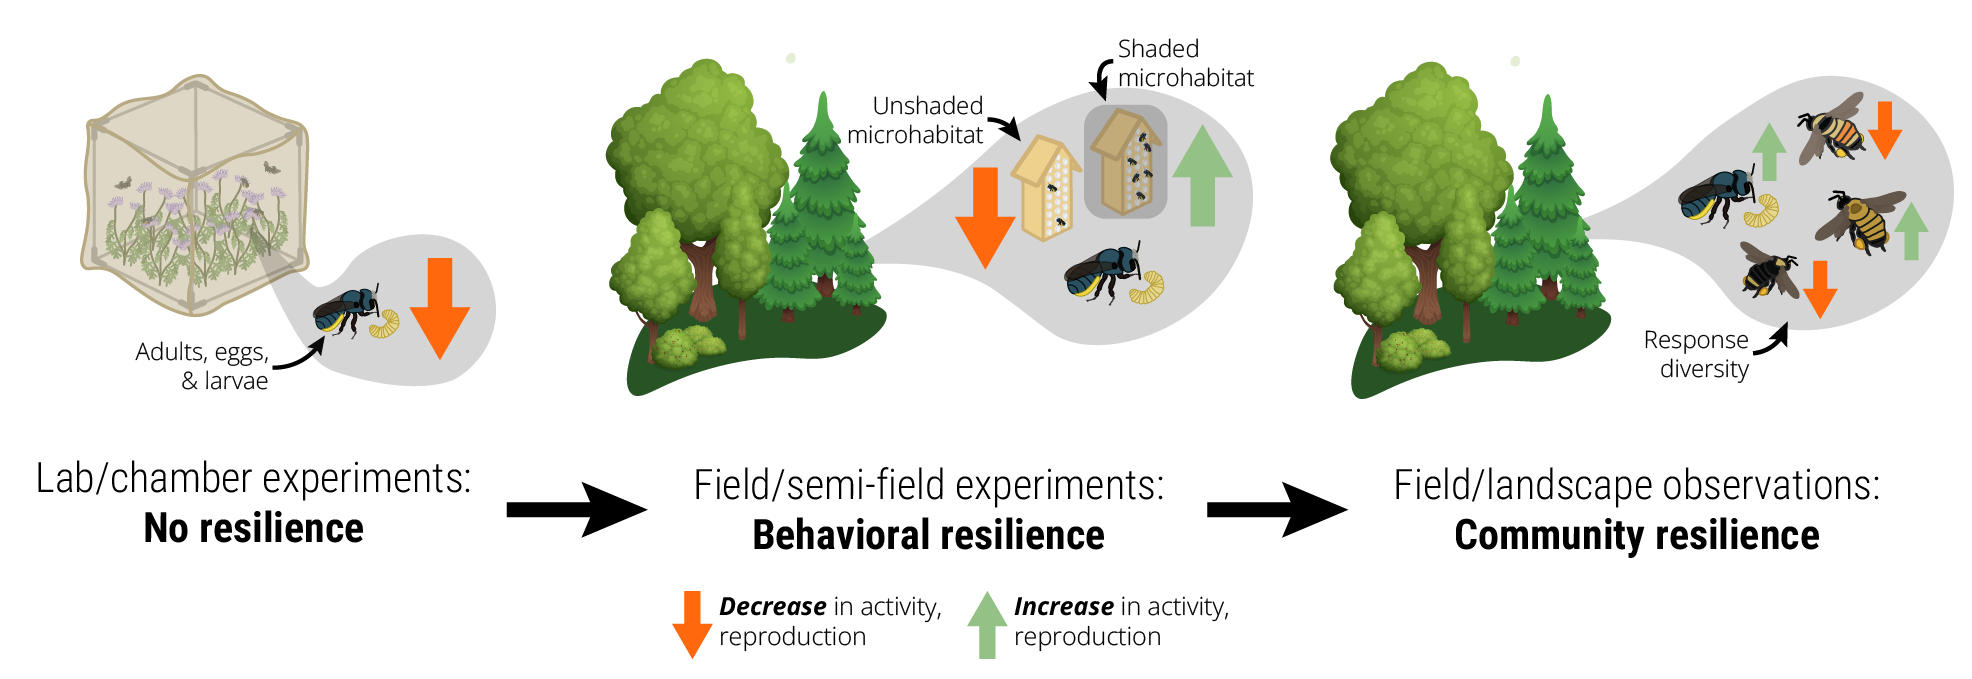 Adults, eggs,
& larvae
Lab/chamber experiments:
No resilience
Unshaded
microhabitat
Shaded
microhabitat
Field/semi-field experiments:
Behavioral resilience
Response
diversity
Field/landscape observations:
Community resilience
Decrease in activity,
reproduction
Increase in activity,
reproduction